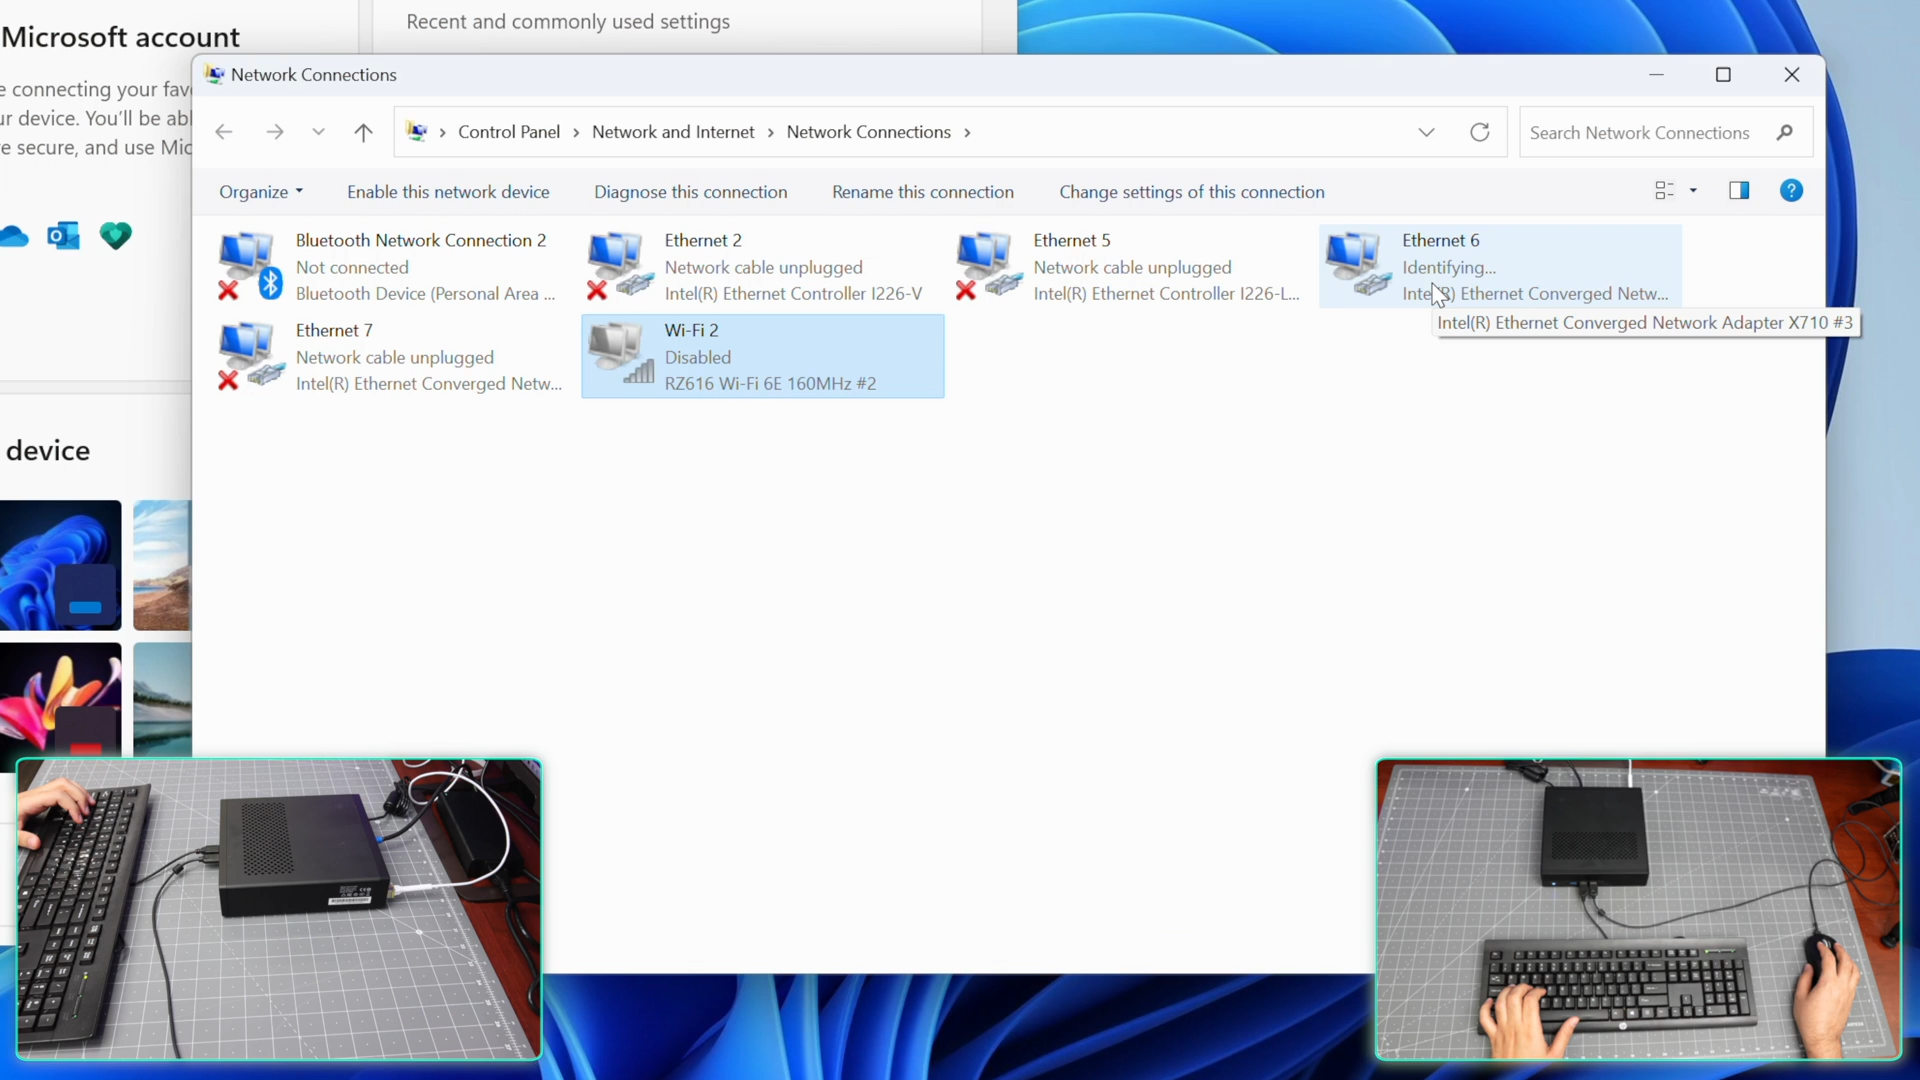 Microsoft account
e connecting your fav
ur device. You'll be abl
e secure, and use Mic
Recent and commonly used settings
Network Connections
Control Panel > Network and Internet > Network Connections >
Search Network Connections
Organize
Enable this network device
Diagnose this connection
Rename this connection
Change settings of this connection
Bluetooth Network Connection 2
Not connected
Bluetooth Device (Personal Area ...
Ethernet 2
Network cable unplugged
Intel(R) Ethernet Controller I226-V
Ethernet 5
Network cable unplugged
Intel(R) Ethernet Controller I226-L...
Ethernet 6
Identifying...
Intel(R) Ethernet Converged Netw...
Intel(R) Ethernet Converged Network Adapter X710 #3
Ethernet 7
Network cable unplugged
Intel(R) Ethernet Converged Netw...
Wi-Fi 2
Disabled
RZ616 Wi-Fi 6E 160MHz #2
device